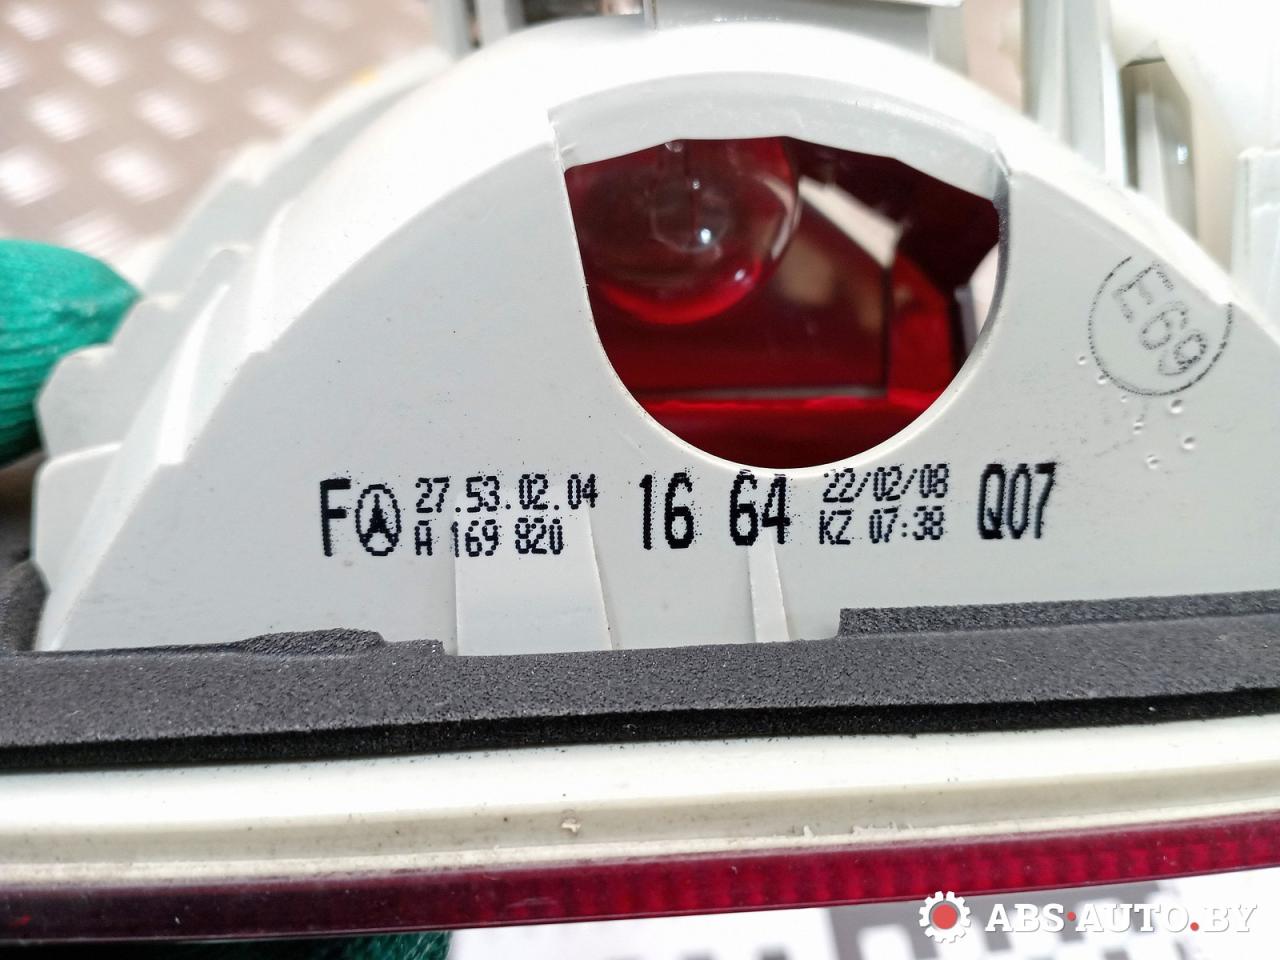 E69
F 27.53.02.04 16 64 22/02/08 Q07
A 169 820 KZ 07:38
ABS·AUTO.BY